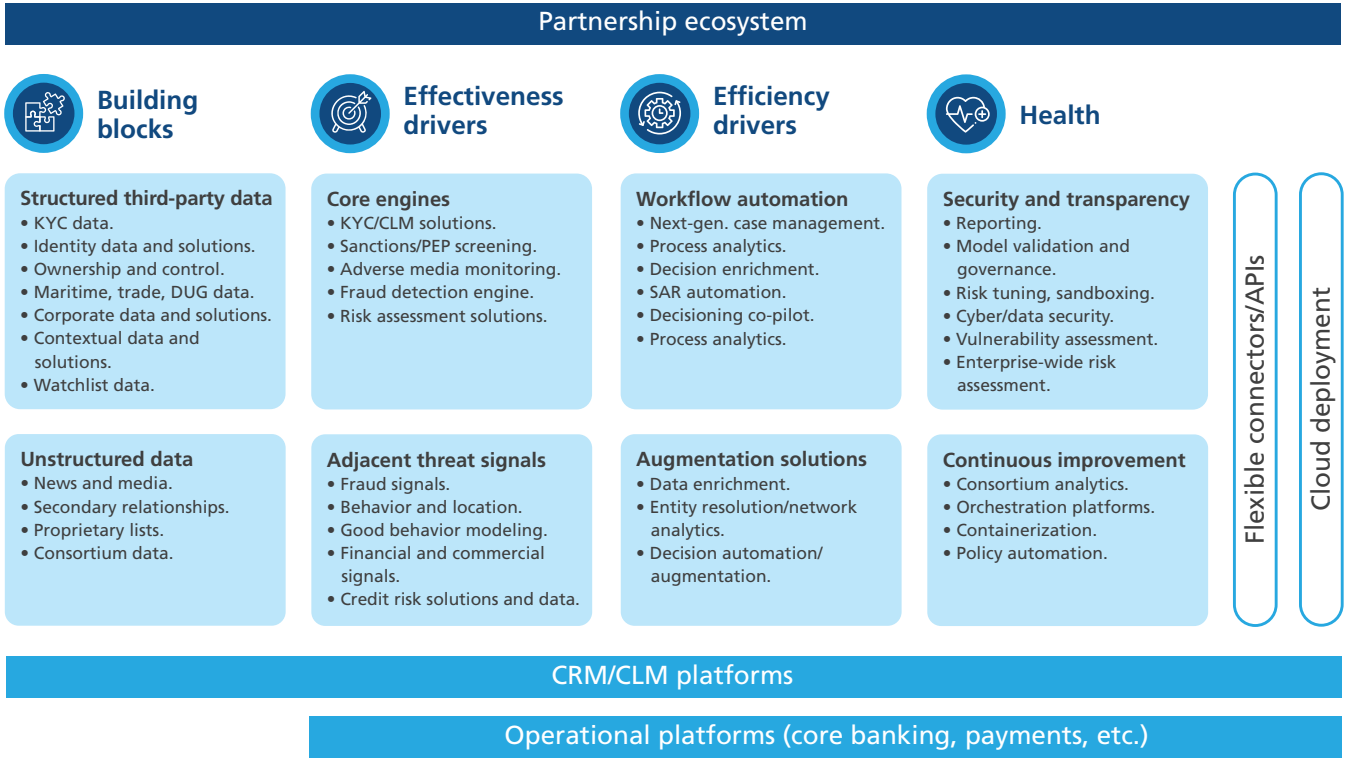 Partnership ecosystem
Building
blocks
Effectiveness
drivers
Efficiency
drivers
Health
Structured third-party data
• KYC data.
• Identity data and solutions.
• Ownership and control.
• Maritime, trade, DUG data.
• Corporate data and solutions.
• Contextual data and
solutions.
• Watchlist data.
Core engines
• KYC/CLM solutions.
• Sanctions/PEP screening.
• Adverse media monitoring.
• Fraud detection engine.
• Risk assessment solutions.
Workflow automation
• Next-gen. case management.
• Process analytics.
• Decision enrichment.
• SAR automation.
• Decisioning co-pilot.
• Process analytics.
Security and transparency
• Reporting.
• Model validation and
governance.
• Risk tuning, sandboxing.
• Cyber/data security.
• Vulnerability assessment.
• Enterprise-wide risk
assessment.
Unstructured data
• News and media.
• Secondary relationships.
• Proprietary lists.
• Consortium data.
Adjacent threat signals
• Fraud signals.
• Behavior and location.
• Good behavior modeling.
• Financial and commercial
signals.
• Credit risk solutions and data.
Augmentation solutions
• Data enrichment.
• Entity resolution/network
analytics.
• Decision automation/
augmentation.
Continuous improvement
• Consortium analytics.
• Orchestration platforms.
• Containerization.
• Policy automation.
Flexible connectors/APIs
Cloud deployment
CRM/CLM platforms
Operational platforms (core banking, payments, etc.)